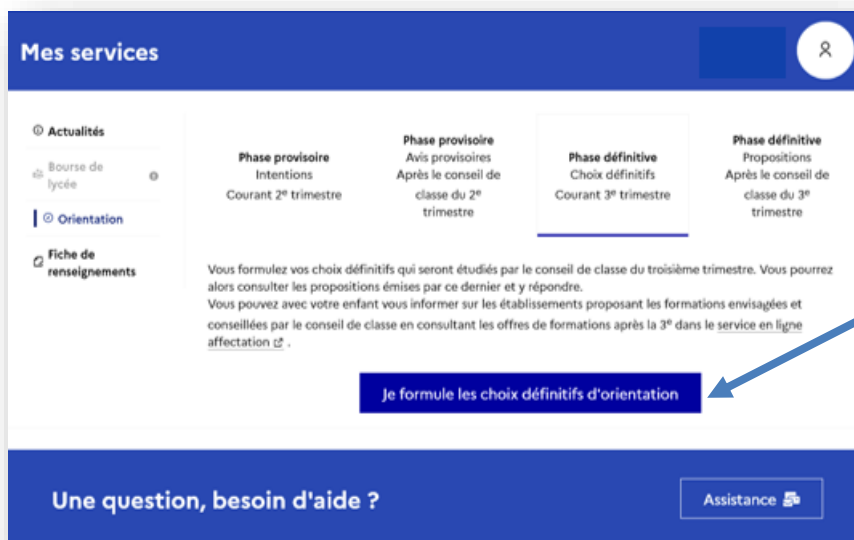 Mes services
Actualités
Bourse de
lycée
Orientation
Fiche de
renseignements
Phase provisoire
Intentions
Courant 2e trimestre
Phase provisoire
Avis provisoires
Après le conseil de
classe du 2e
trimestre
Phase définitive
Choix définitifs
Courant 3e trimestre
Phase définitive
Propositions
Après le conseil de
classe du 3e
trimestre
Vous formulez vos choix définitifs qui seront étudiés par le conseil de classe du troisième trimestre. Vous pourrez
alors consulter les propositions émises par ce dernier et y répondre.
Vous pouvez avec votre enfant vous informer sur les établissements proposant les formations envisagées et
conseillées par le conseil de classe en consultant les offres de formations après la 3e dans le service en ligne
affectation .
Je formule les choix définitifs d'orientation
Une question, besoin d'aide ?
Assistance